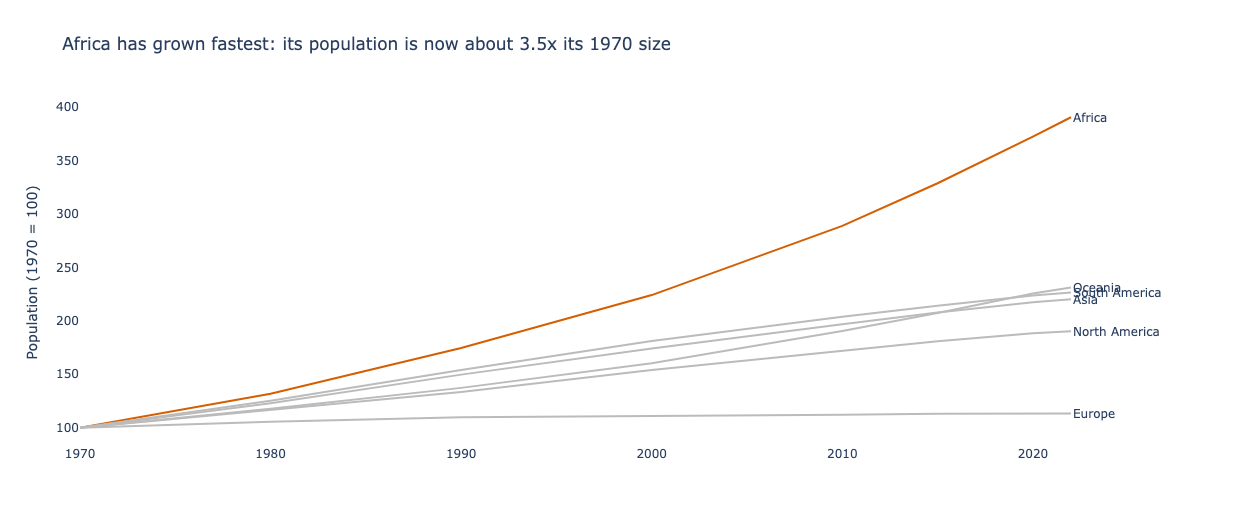 Africa has grown fastest: its population is now about 3.5x its 1970 size
Population (1970 = 100)
400
350
300
250
200
150
100
1970
1980
1990
2000
2010
2020
Africa
Oceania
South America
Asia
North America
Europe